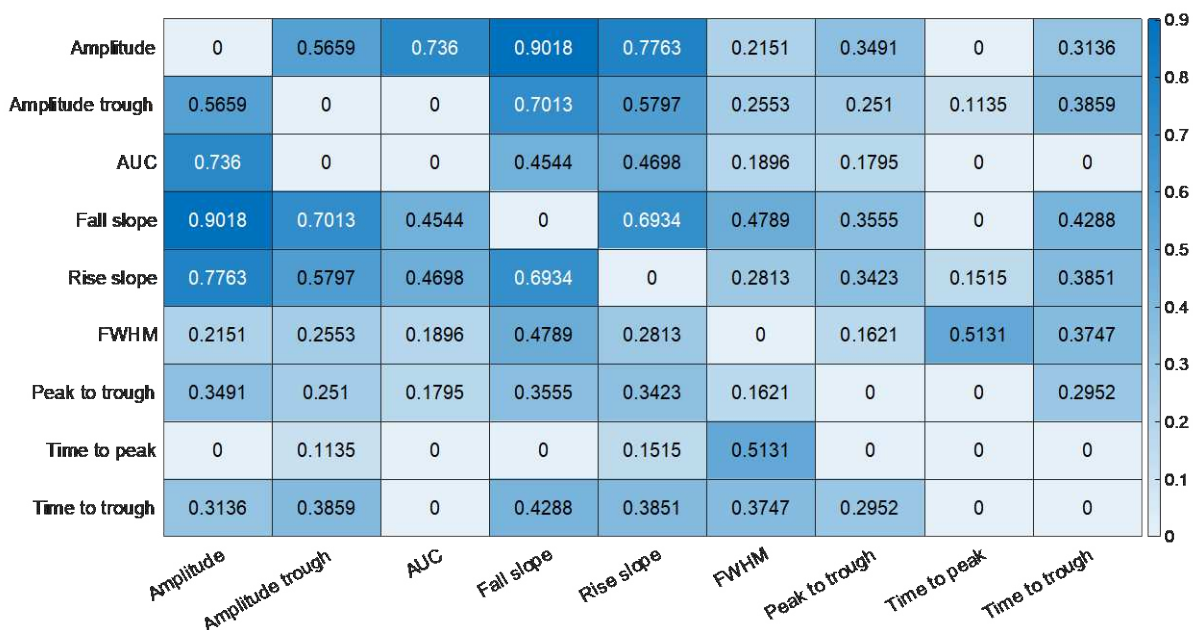 Amplitude 0 0.5659 0.736 0.9018 0.7763 0.2151 0.3491 0 0.3136
Amplitude trough 0.5659 0 0 0.7013 0.5797 0.2553 0.251 0.1135 0.3859
AUC 0.736 0 0 0.4544 0.4698 0.1896 0.1795 0 0
Fall slope 0.9018 0.7013 0.4544 0 0.6934 0.4789 0.3555 0 0.4288
Rise slope 0.7763 0.5797 0.4698 0.6934 0 0.2813 0.3423 0.1515 0.3851
FWHM 0.2151 0.2553 0.1896 0.4789 0.2813 0 0.1621 0.5131 0.3747
Peak to trough 0.3491 0.251 0.1795 0.3555 0.3423 0.1621 0 0 0.2952
Time to peak 0 0.1135 0 0 0.1515 0.5131 0 0 0
Time to trough 0.3136 0.3859 0 0.4288 0.3851 0.3747 0.2952 0 0
Amplitude Amplitude trough AUC Fall slope Rise slope FWHM Peak to trough Time to peak Time to trough
0.9
0.8
0.7
0.6
0.5
0.4
0.3
0.2
0.1
0